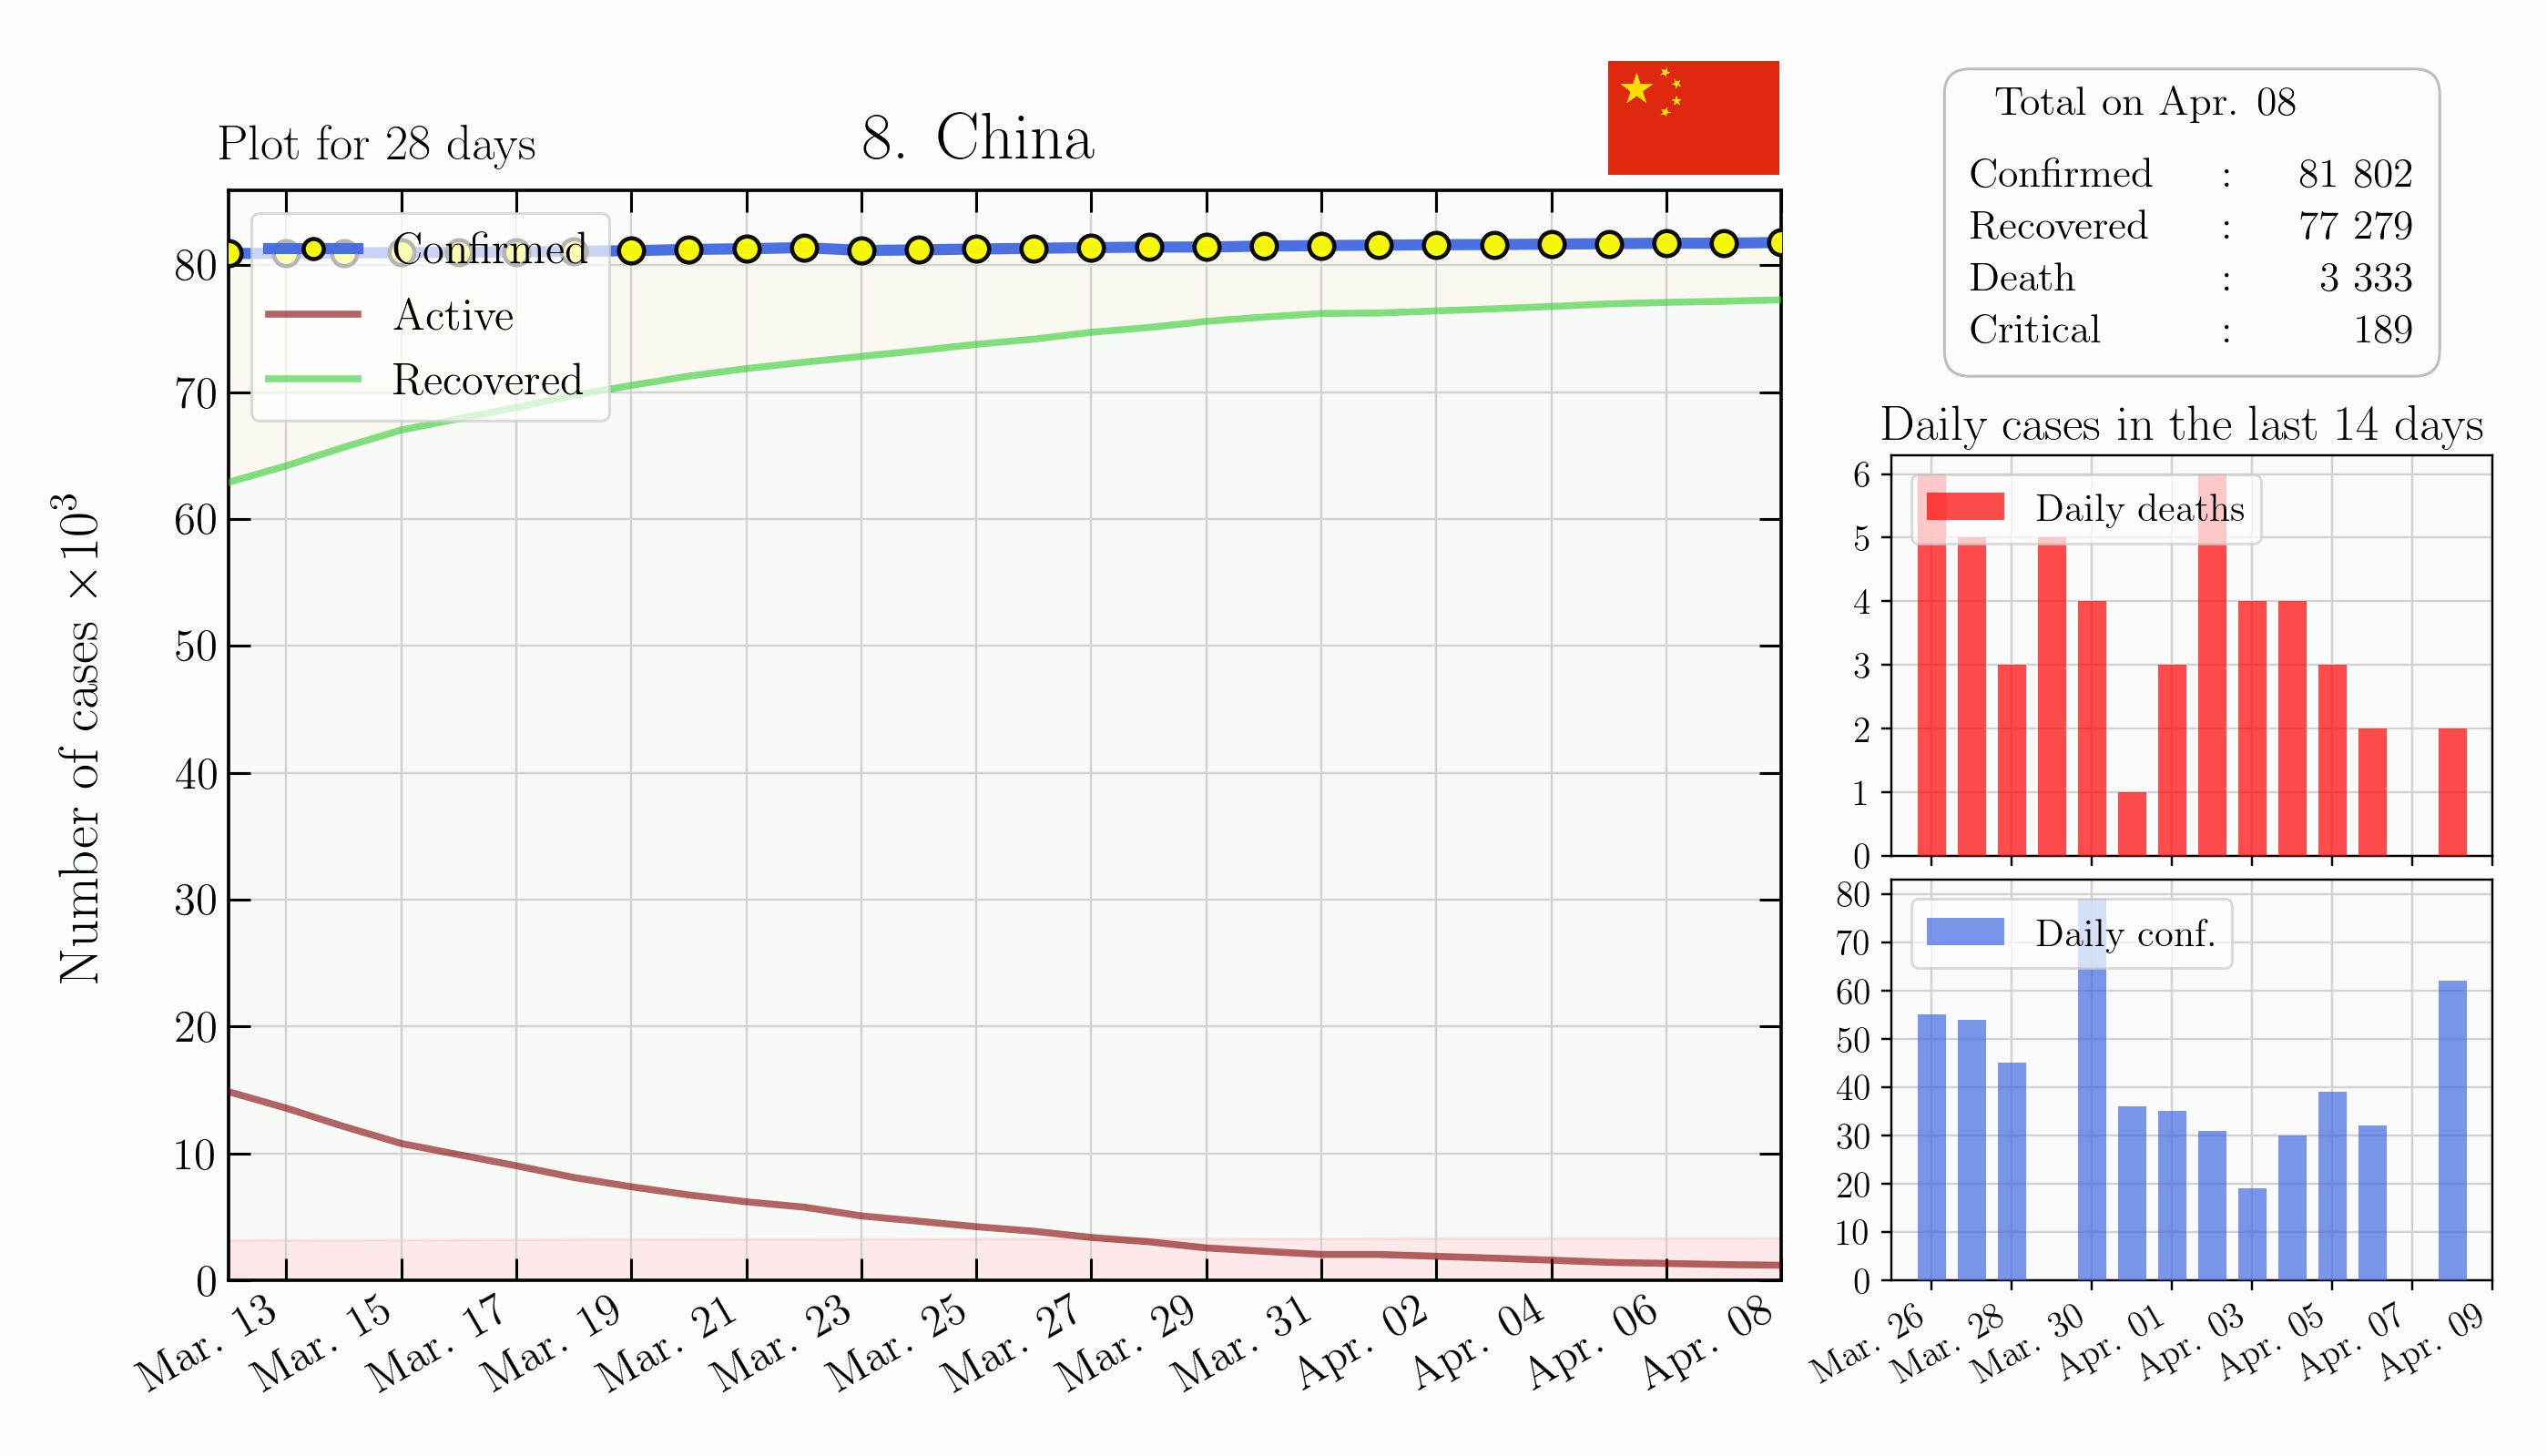 Plot for 28 days
8. China
Number of cases ×10³
80
70
60
50
40
30
20
10
0
Confirmed
Active
Recovered
Mar. 13
Mar. 15
Mar. 17
Mar. 19
Mar. 21
Mar. 23
Mar. 25
Mar. 27
Mar. 29
Mar. 31
Apr. 02
Apr. 04
Apr. 06
Apr. 08
Total on Apr. 08
Confirmed : 81 802
Recovered : 77 279
Death : 3 333
Critical : 189
Daily cases in the last 14 days
6
5
4
3
2
1
0
Daily deaths
80
70
60
50
40
30
20
10
0
Daily conf.
Mar. 26
Mar. 28
Mar. 30
Apr. 01
Apr. 03
Apr. 05
Apr. 07
Apr. 09